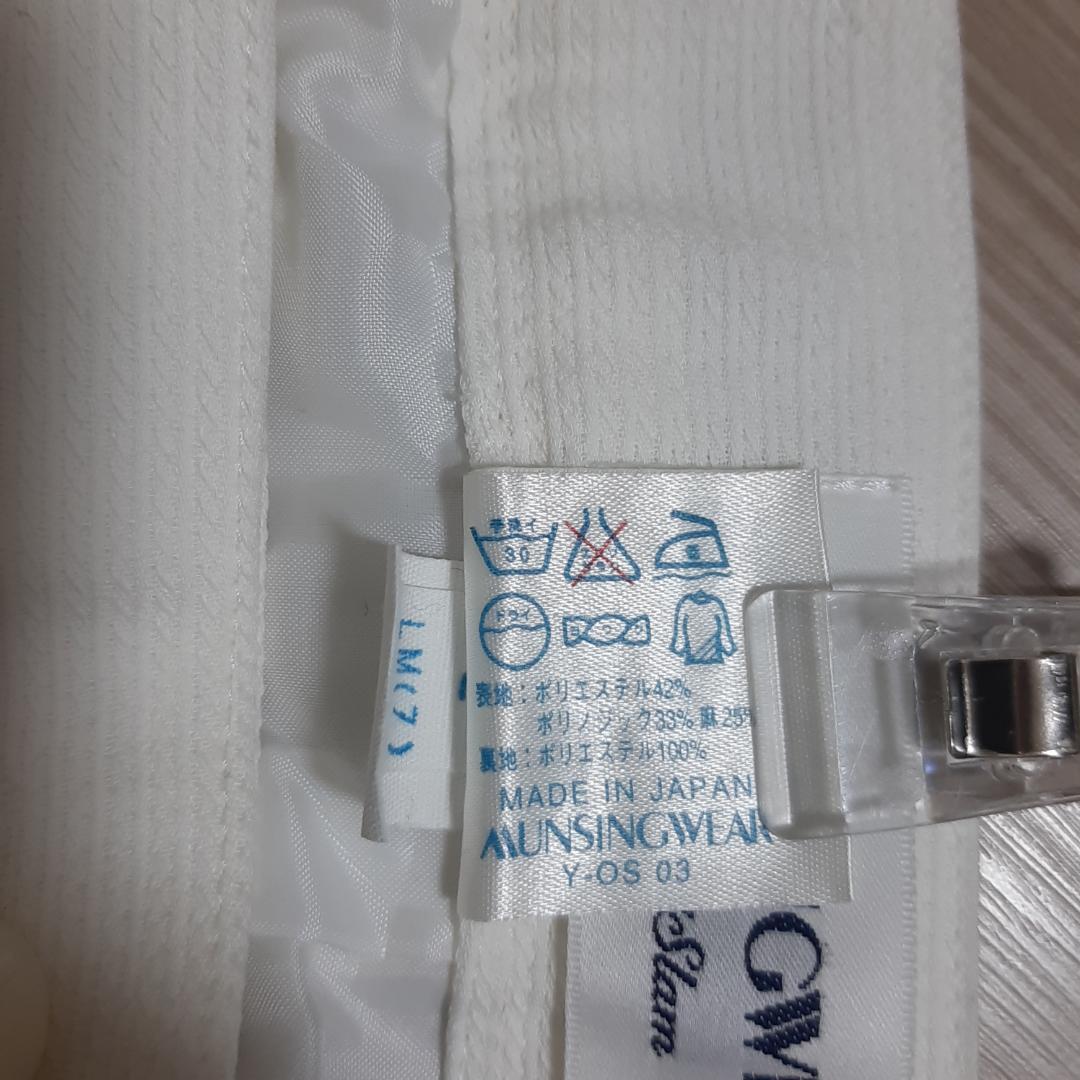 手洗イ
30
ドライ
表地：ポリエステル42%
ポリノジック33% 麻25%
裏地：ポリエステル100%
MADE IN JAPAN
MUNSINGWEAR
Y-OS 03
LM(7)
Slam